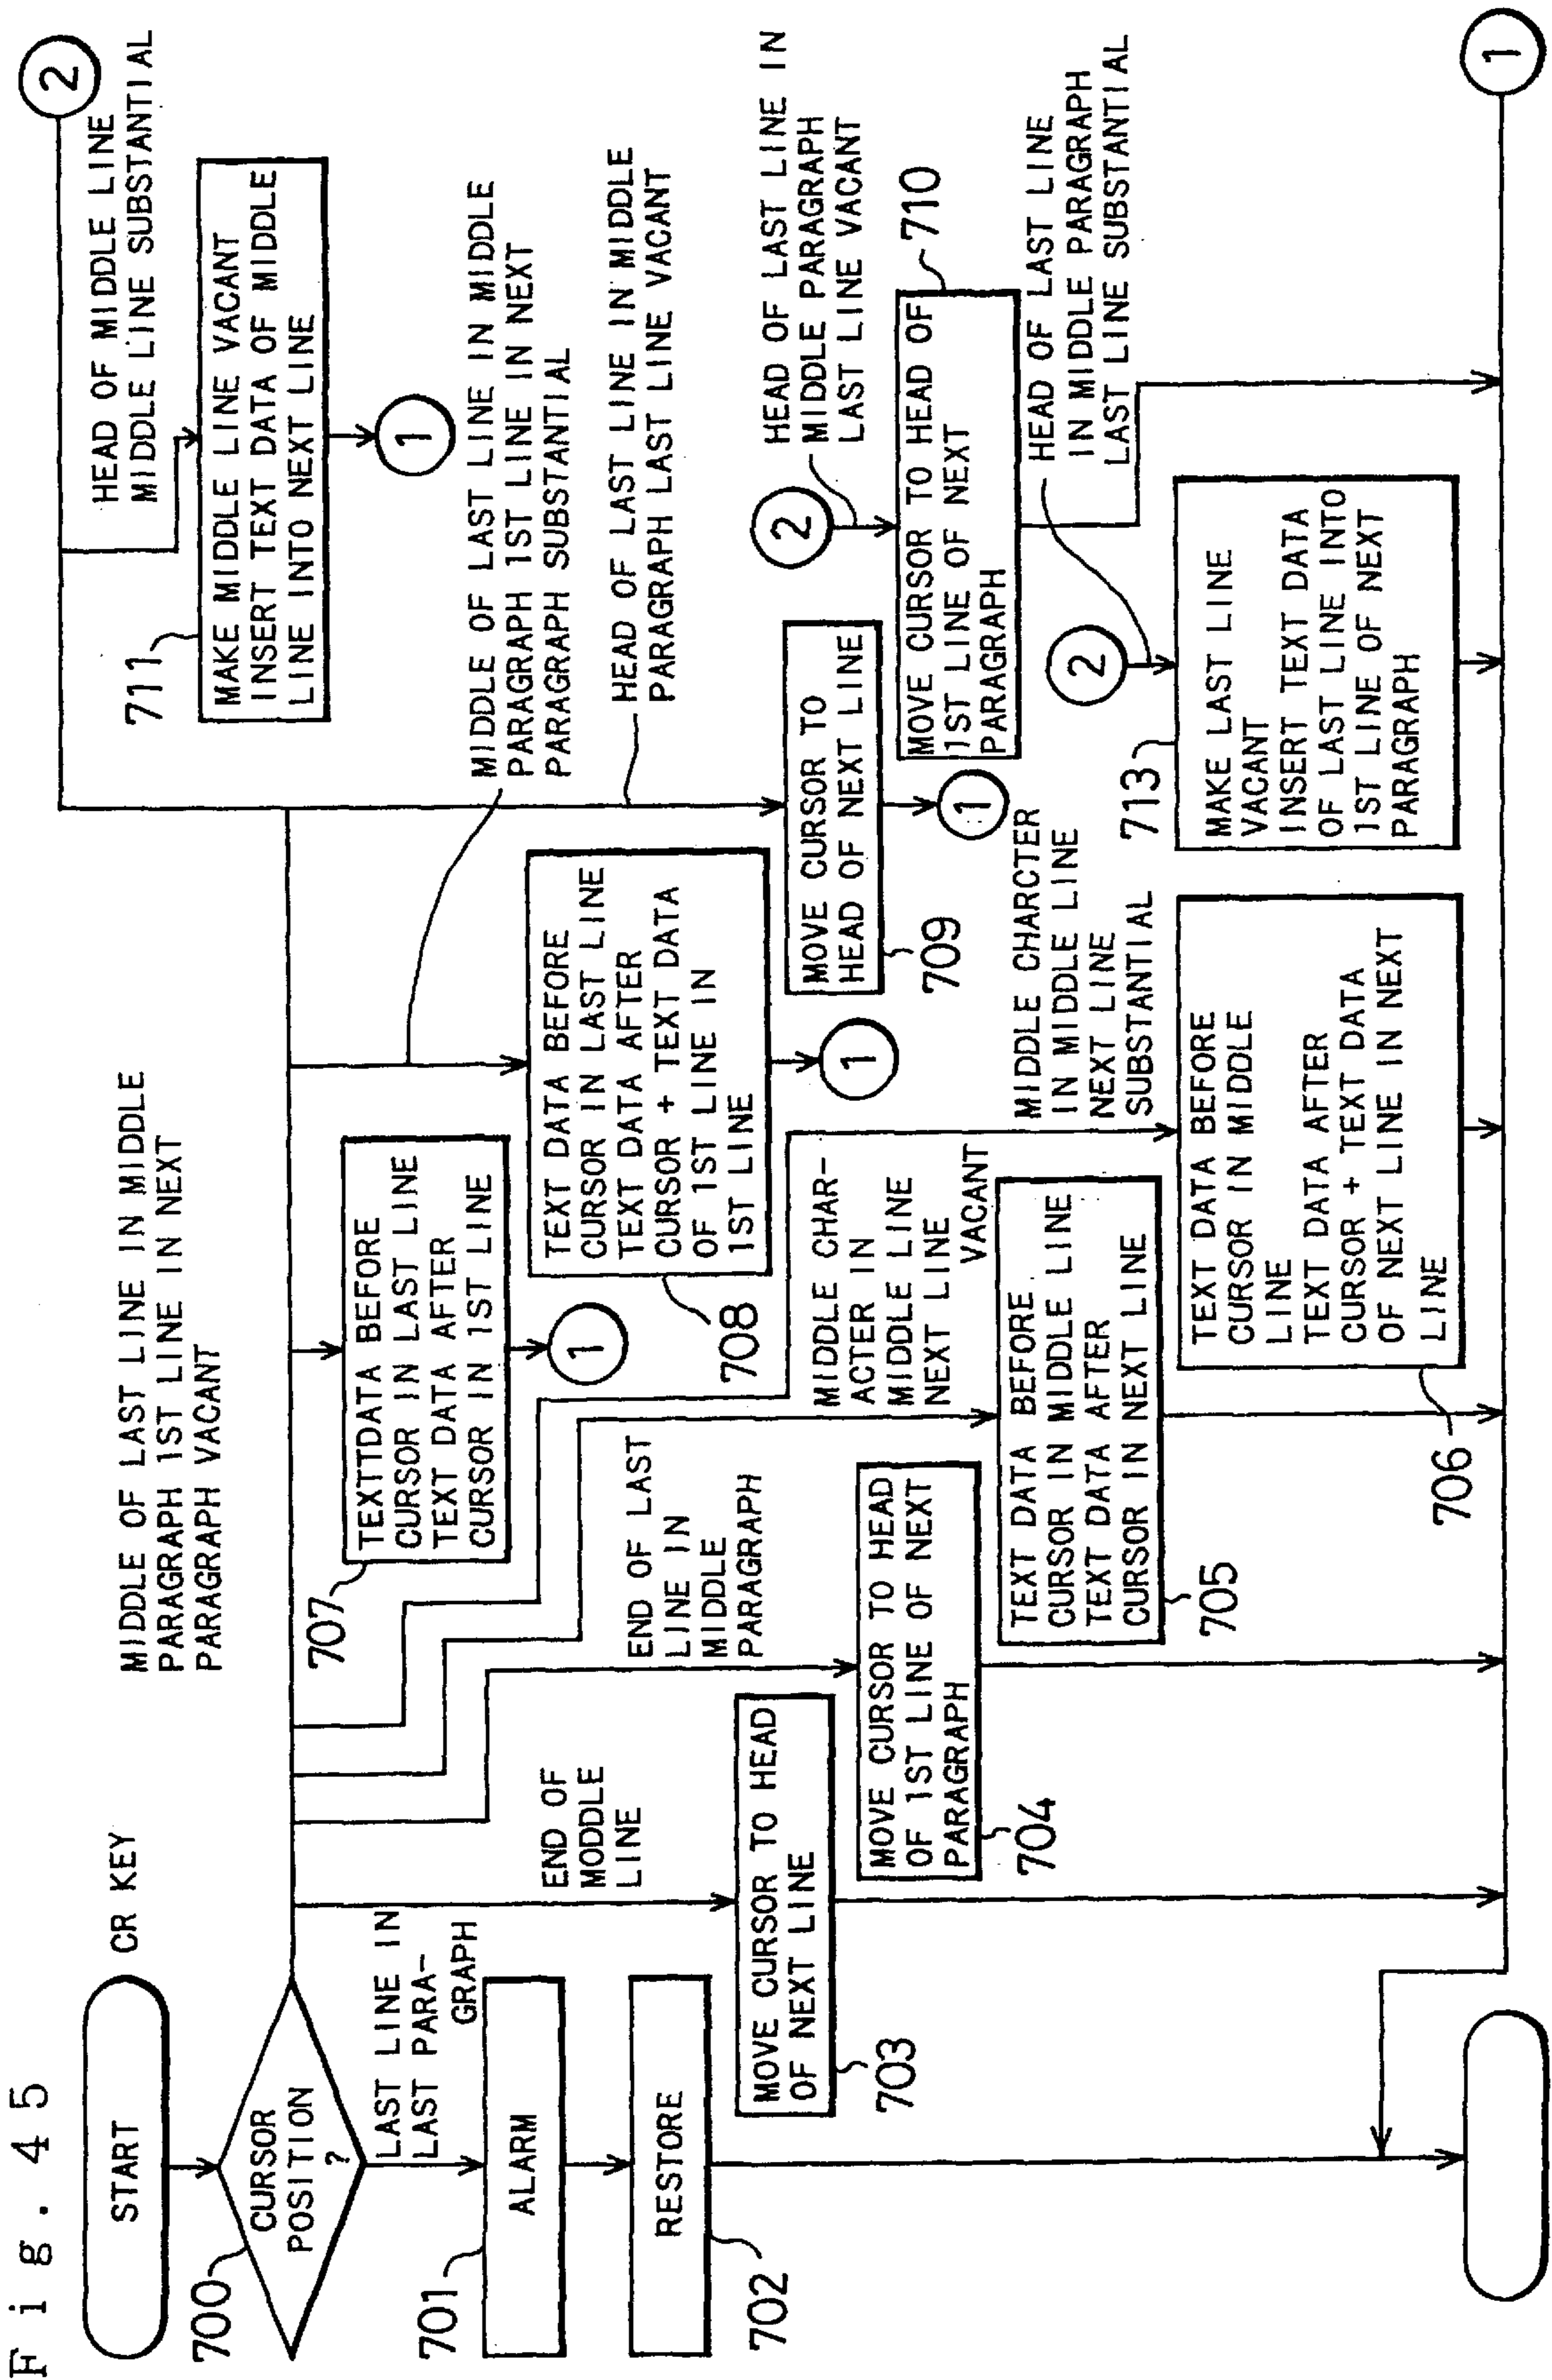 Fig. 45
START
CR KEY
700
CURSOR
POSITION
?
LAST LINE IN
LAST PARA-
GRAPH
701
ALARM
702
RESTORE
END OF
MODDLE
LINE
MOVE CURSOR TO HEAD
OF NEXT LINE
703
END OF LAST
LINE IN
MIDDLE
PARAGRAPH
MOVE CURSOR TO HEAD
OF 1ST LINE OF NEXT
PARAGRAPH
704
MIDDLE CHAR-
ACTER IN
MIDDLE LINE
NEXT LINE
VACANT
TEXT DATA BEFORE
CURSOR IN MIDDLE LINE
TEXT DATA AFTER
CURSOR IN NEXT LINE
705
MIDDLE CHARCTER
IN MIDDLE LINE
NEXT LINE
SUBSTANTIAL
TEXT DATA BEFORE
CURSOR IN MIDDLE
LINE
TEXT DATA AFTER
CURSOR + TEXT DATA
OF NEXT LINE IN NEXT
LINE
706
MIDDLE OF LAST LINE IN MIDDLE
PARAGRAPH 1ST LINE IN NEXT
PARAGRAPH VACANT
707
TEXTTDATA BEFORE
CURSOR IN LAST LINE
TEXT DATA AFTER
CURSOR IN 1ST LINE
1
MIDDLE OF LAST LINE IN MIDDLE
PARAGRAPH 1ST LINE IN NEXT
PARAGRAPH SUBSTANTIAL
TEXT DATA BEFORE
CURSOR IN LAST LINE
TEXT DATA AFTER
CURSOR + TEXT DATA
OF 1ST LINE IN
1ST LINE
708
1
HEAD OF LAST LINE IN MIDDLE
PARAGRAPH LAST LINE VACANT
MOVE CURSOR TO
HEAD OF NEXT LINE
709
1
2
HEAD OF MIDDLE LINE
MIDDLE LINE SUBSTANTIAL
711
MAKE MIDDLE LINE VACANT
INSERT TEXT DATA OF MIDDLE
LINE INTO NEXT LINE
1
2
HEAD OF LAST LINE IN
MIDDLE PARAGRAPH
LAST LINE VACANT
710
MOVE CURSOR TO HEAD OF
1ST LINE OF NEXT
PARAGRAPH
2
HEAD OF LAST LINE
IN MIDDLE PARAGRAPH
LAST LINE SUBSTANTIAL
713
MAKE LAST LINE
VACANT
INSERT TEXT DATA
OF LAST LINE INTO
1ST LINE OF NEXT
PARAGRAPH
1